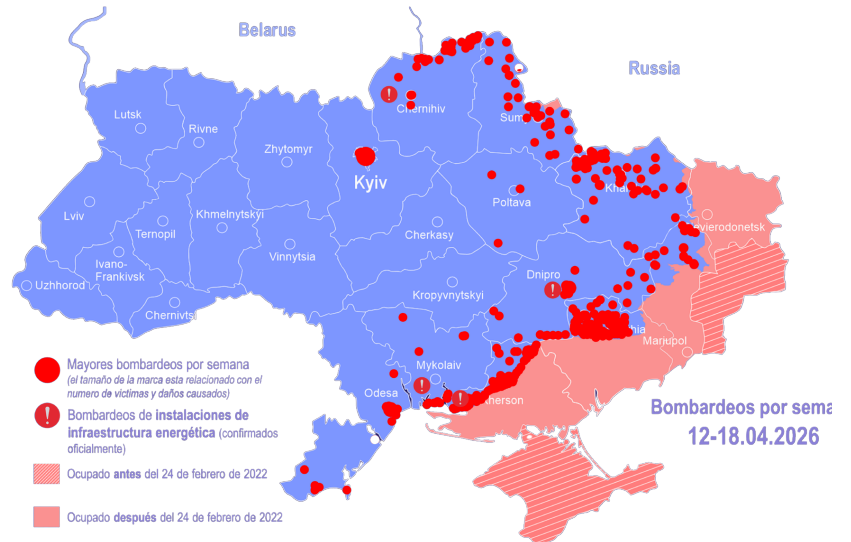 Belarus
Russia
Lutsk
Rivne
Chernihiv
Zhytomyr
Kyiv
Lviv
Khmelnytskyi
Ternopil
Poltava
Cherkasy
Ivano-
Frankivsk
Vinnytsia
Uzhhorod
Dnipro
Kropyvnytskyi
Mariupol
Mykolaiv
Odesa
Mayores bombardeos por semana
(el tamaño de la marca esta relacionado con el
numero de victimas y daños causados)
Bombardeos de instalaciones de
infraestructura energética (confirmados
oficialmente)
Ocupado antes del 24 de febrero de 2022
Ocupado después del 24 de febrero de 2022
Bombardeos por sema
12-18.04.2026